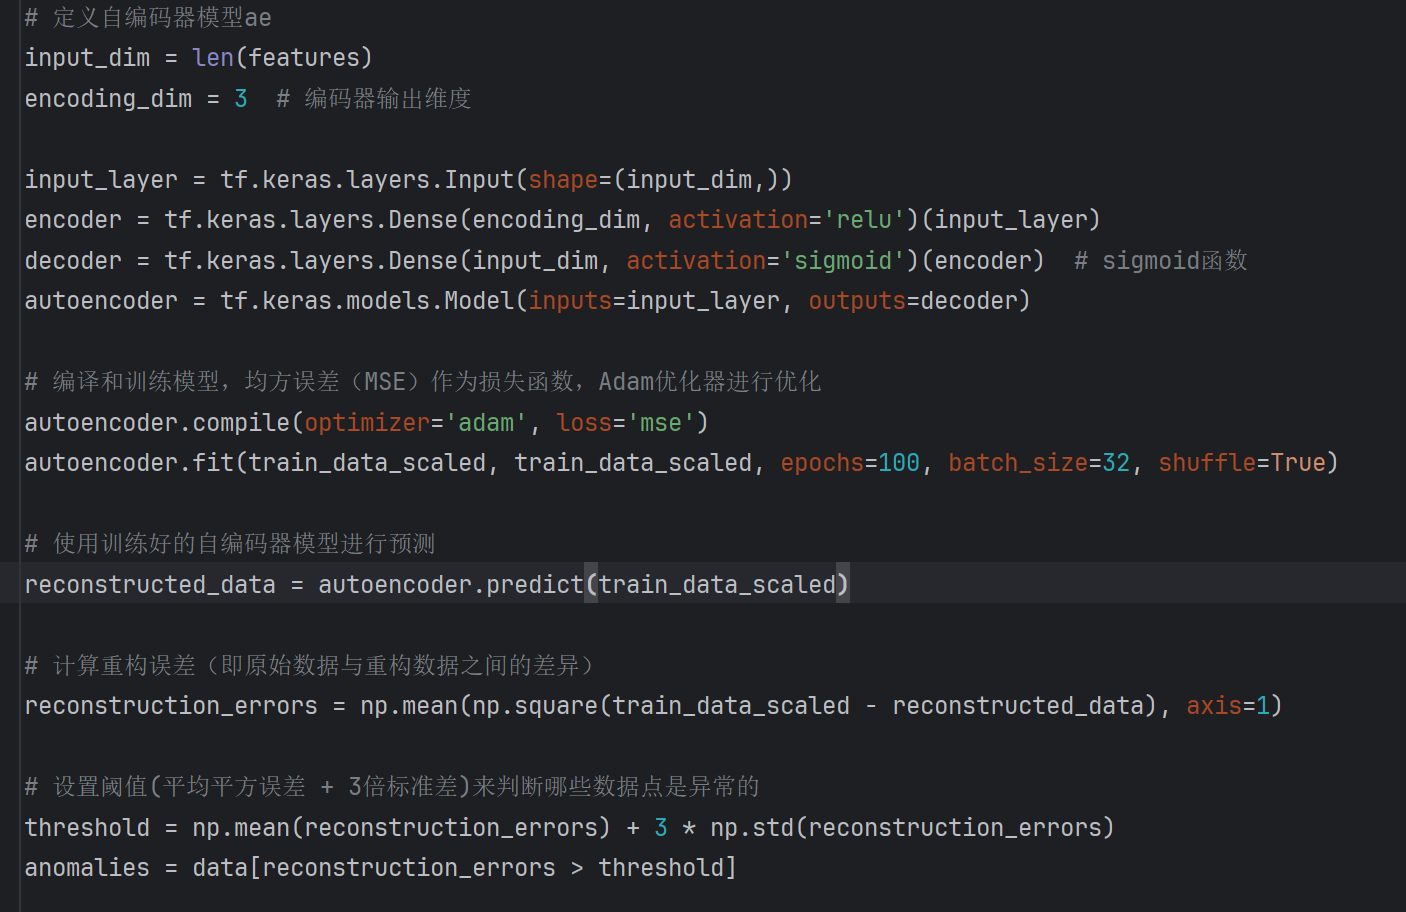 # 定义自编码器模型ae
input_dim = len(features)
encoding_dim = 3  # 编码器输出维度
input_layer = tf.keras.layers.Input(shape=(input_dim,))
encoder = tf.keras.layers.Dense(encoding_dim, activation='relu')(input_layer)
decoder = tf.keras.layers.Dense(input_dim, activation='sigmoid')(encoder)  # sigmoid函数
autoencoder = tf.keras.models.Model(inputs=input_layer, outputs=decoder)
# 编译和训练模型，均方误差（MSE）作为损失函数，Adam优化器进行优化
autoencoder.compile(optimizer='adam', loss='mse')
autoencoder.fit(train_data_scaled, train_data_scaled, epochs=100, batch_size=32, shuffle=True)
# 使用训练好的自编码器模型进行预测
reconstructed_data = autoencoder.predict(train_data_scaled)
# 计算重构误差（即原始数据与重构数据之间的差异）
reconstruction_errors = np.mean(np.square(train_data_scaled - reconstructed_data), axis=1)
# 设置阈值(平均平方误差 + 3倍标准差)来判断哪些数据点是异常的
threshold = np.mean(reconstruction_errors) + 3 * np.std(reconstruction_errors)
anomalies = data[reconstruction_errors > threshold]